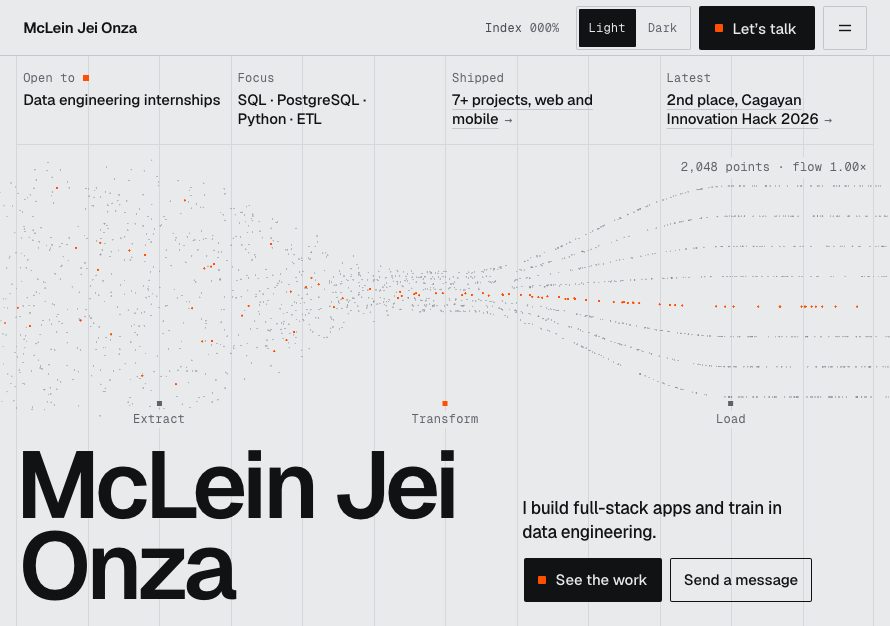 McLein Jei Onza
Index 000%
Light
Dark
Let's talk
Open to
Data engineering internships
Focus
SQL · PostgreSQL ·
Python · ETL
Shipped
7+ projects, web and
mobile →
Latest
2nd place, Cagayan
Innovation Hack 2026 →
2,048 points · flow 1.00×
Extract
Transform
Load
McLein Jei
Onza
I build full-stack apps and train in
data engineering.
See the work
Send a message